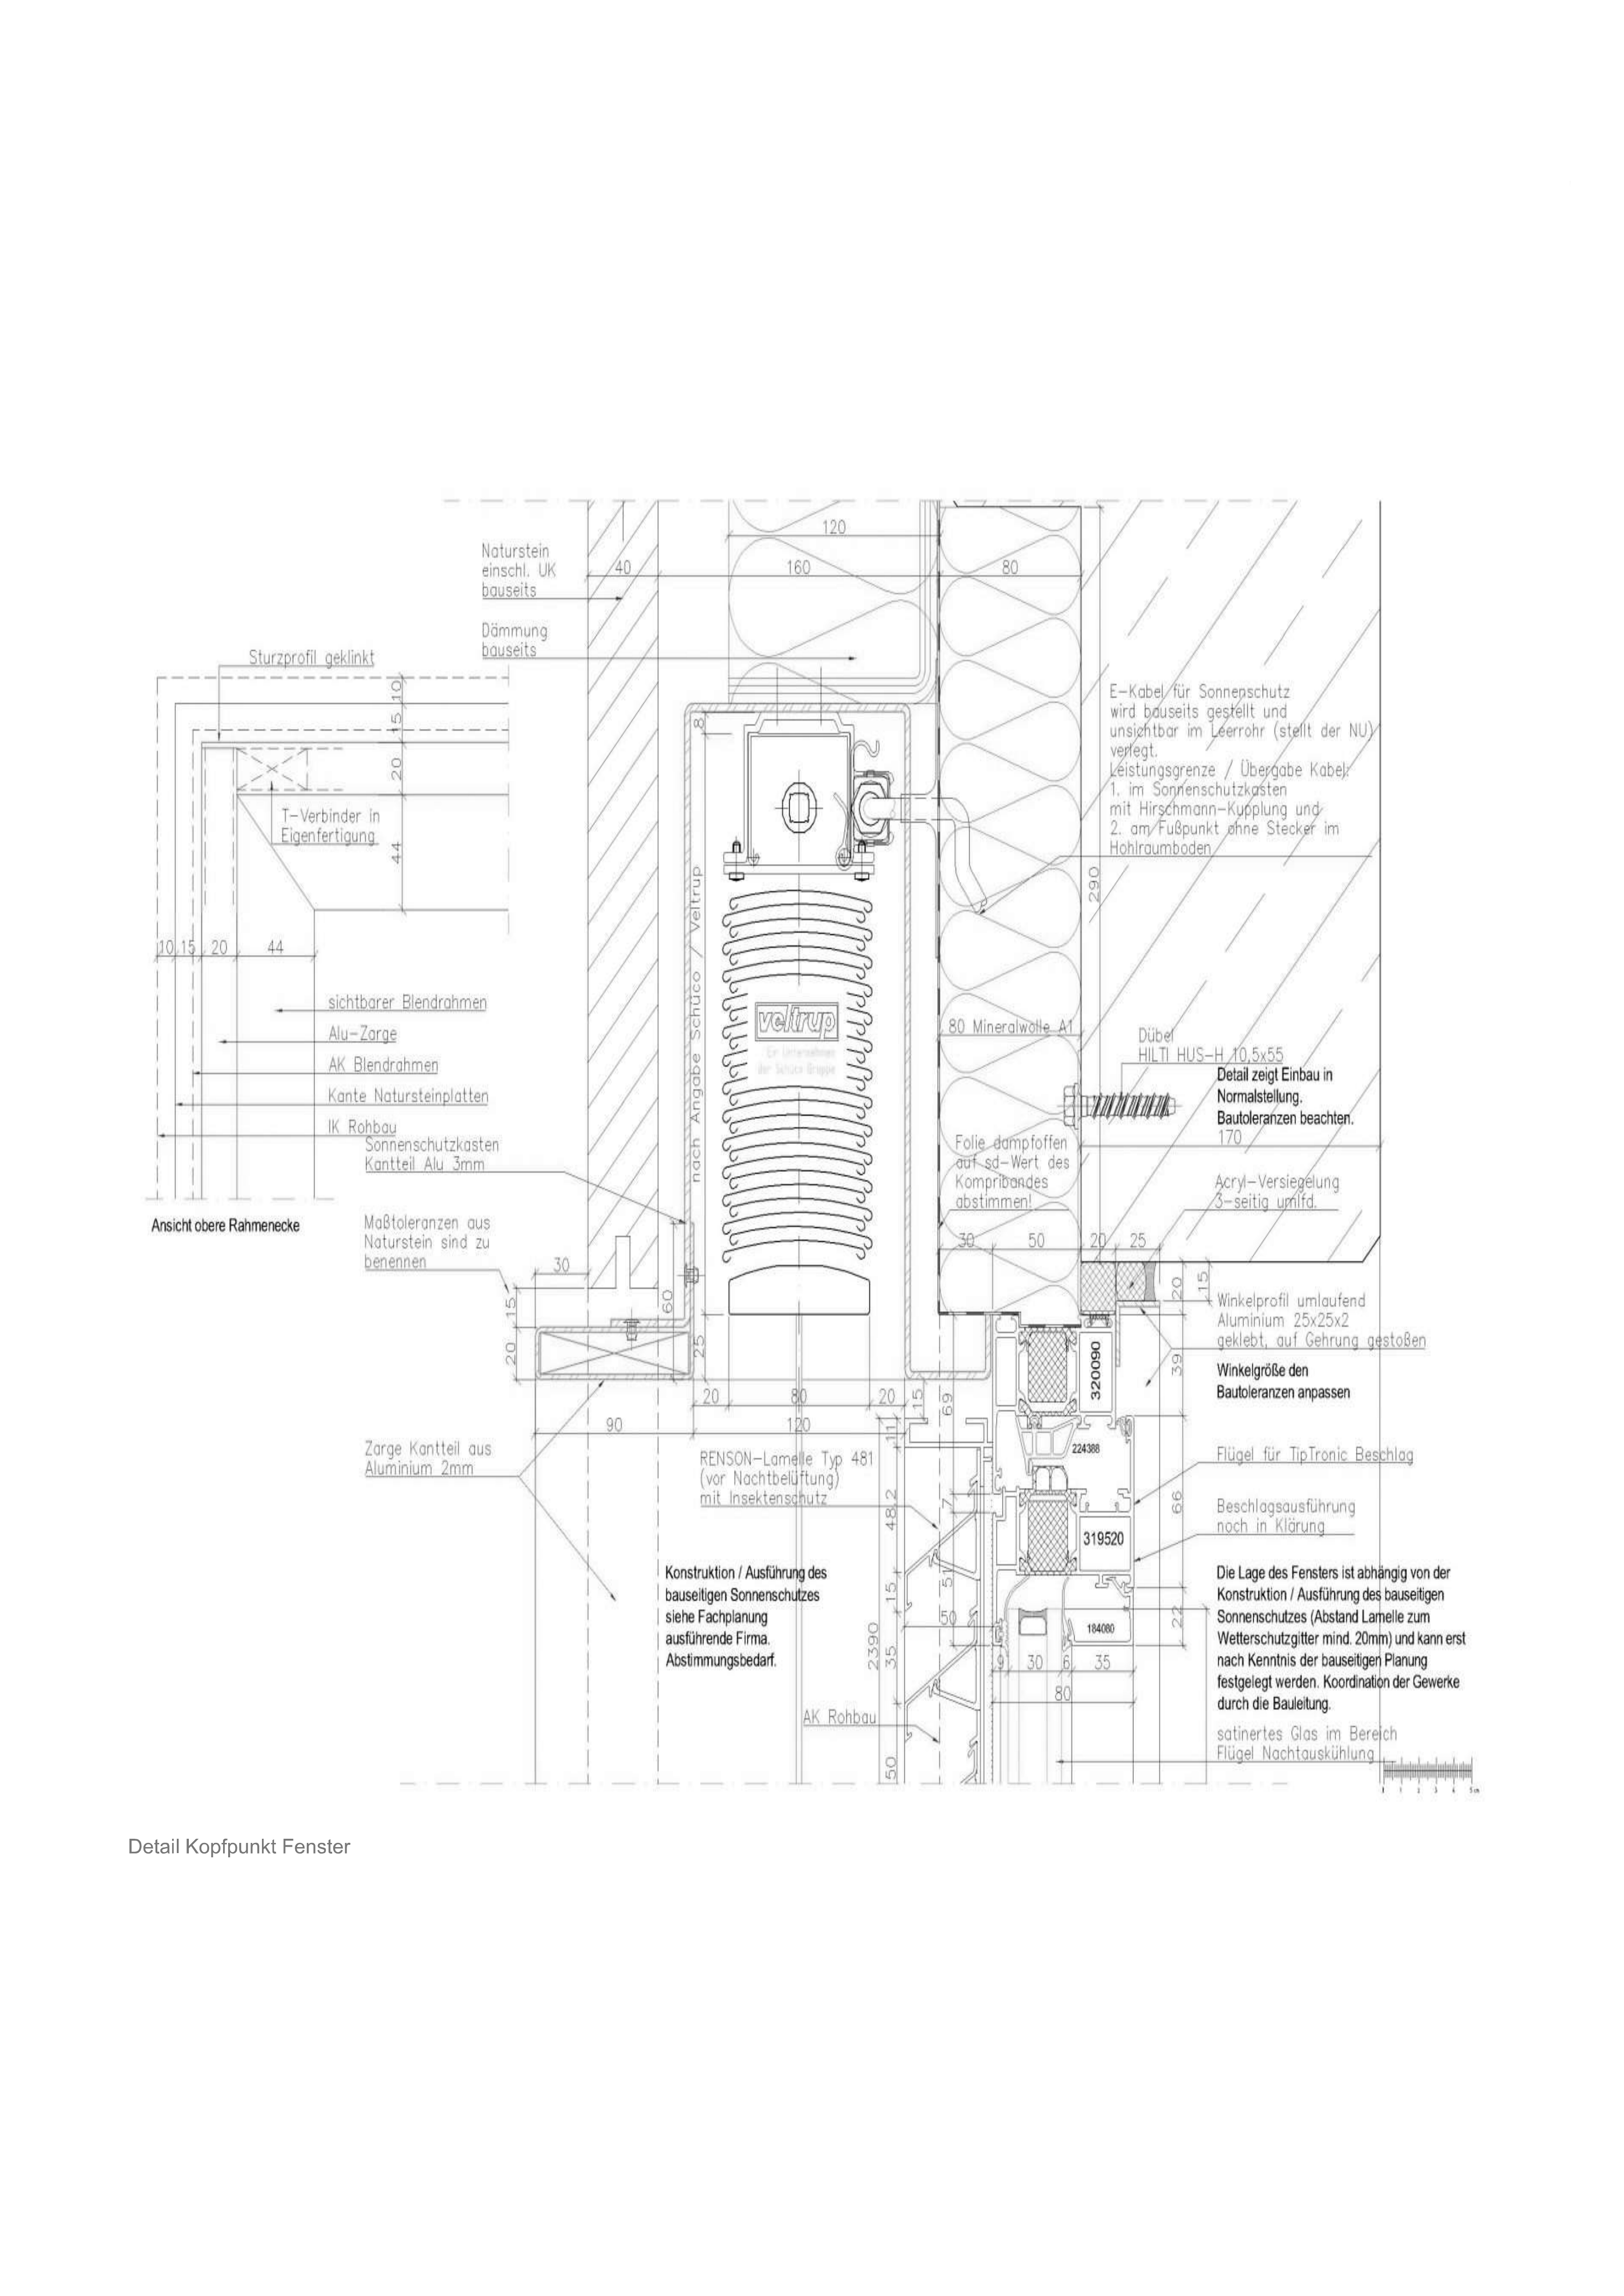 120
40
160
80
Naturstein
einschl. UK
bauseits
Dämmung
bauseits
Sturzprofil geklinkt
10
15
20
44
T-Verbinder in
Eigenfertigung
10 15 20 44
sichtbarer Blendrahmen
Alu-Zarge
AK Blendrahmen
Kante Natursteinplatten
IK Rohbau
Ansicht obere Rahmenecke
Sonnenschutzkasten
Kantteil Alu 3mm
Maßtoleranzen aus
Naturstein sind zu
benennen
30
15
20
60
25
8
nach Angabe Schüco / Veltrup
veltrup
Ein Unternehmen
der Schüco Gruppe
E-Kabel für Sonnenschutz
wird bauseits gestellt und
unsichtbar im Leerrohr (stellt der NU)
verlegt.
Leistungsgrenze / Übergabe Kabel:
1. im Sonnenschutzkasten
mit Hirschmann-Kupplung und
2. am Fußpunkt ohne Stecker im
Hohlraumboden
290
80 Mineralwolle A1
Dübel
HILTI HUS-H 10,5x55
Detail zeigt Einbau in
Normalstellung.
Bautoleranzen beachten.
170
Folie dampfoffen
auf sd-Wert des
Kompribandes
abstimmen!
Acryl-Versiegelung
3-seitig umlfd.
30 50 20 25
20
15
Winkelprofil umlaufend
Aluminium 25x25x2
geklebt, auf Gehrung gestoßen
Winkelgröße den
Bautoleranzen anpassen
39
320090
20 80 20
15
69
90 120
11
Zarge Kantteil aus
Aluminium 2mm
RENSON-Lamelle Typ 481
(vor Nachtbelüftung)
mit Insektenschutz
224388
Flügel für TipTronic Beschlag
66
Beschlagsausführung
noch in Klärung
48.2
7
319520
51
15
50
35
2390
22
184080
Konstruktion / Ausführung des
bauseitigen Sonnenschutzes
siehe Fachplanung
ausführende Firma.
Abstimmungsbedarf.
Die Lage des Fensters ist abhängig von der
Konstruktion / Ausführung des bauseitigen
Sonnenschutzes (Abstand Lamelle zum
Wetterschutzgitter mind. 20mm) und kann erst
nach Kenntnis der bauseitigen Planung
festgelegt werden. Koordination der Gewerke
durch die Bauleitung.
9 30 6 35
80
AK Rohbau
50
satinertes Glas im Bereich
Flügel Nachtauskühlung
0 1 2 3 4 5cm
Detail Kopfpunkt Fenster